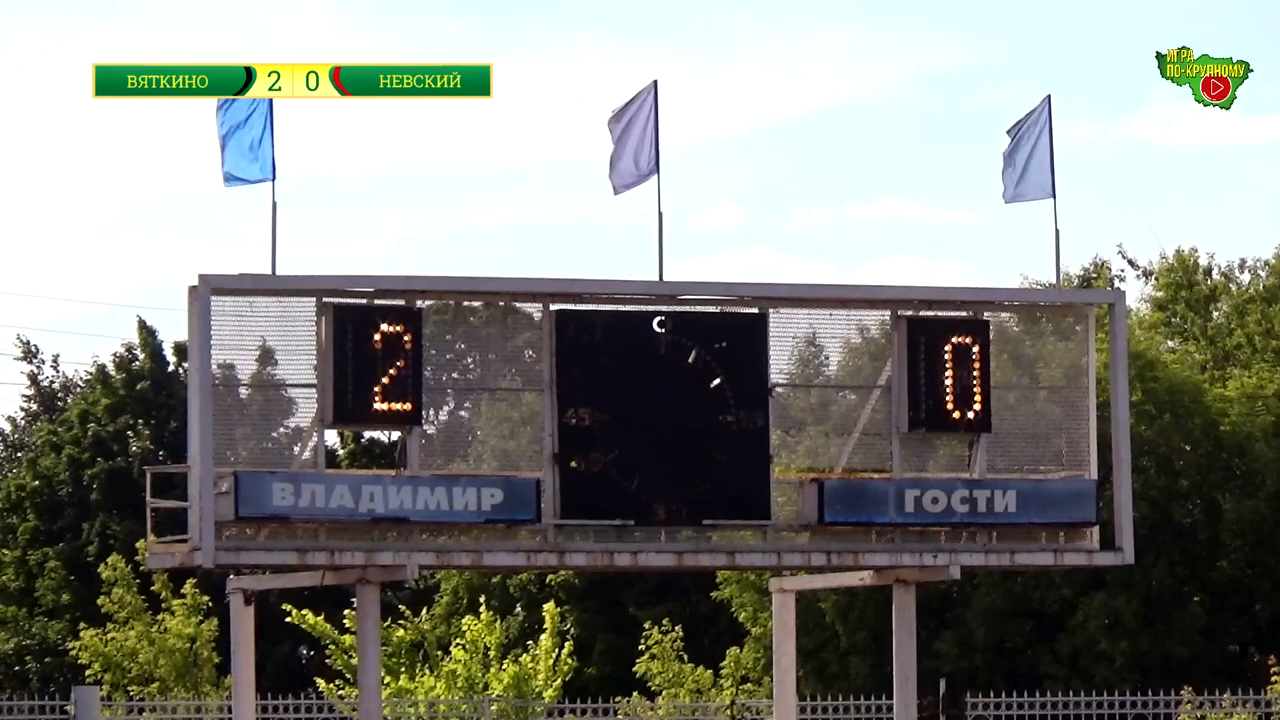 ВЯТКИНО 2 0 НЕВСКИЙ
ИГРА
ПО-КРУПНОМУ
2 0
ВЛАДИМИР ГОСТИ